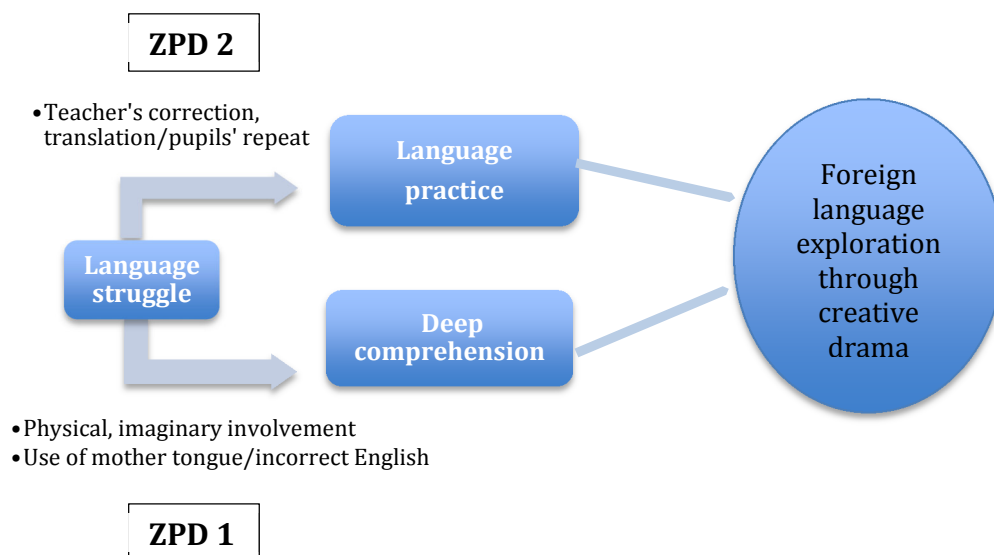 ZPD 2
•Teacher's correction,
translation/pupils' repeat
Language
practice
Language
struggle
Deep
comprehension
Foreign
language
exploration
through
creative
drama
•Physical, imaginary involvement
•Use of mother tongue/incorrect English
ZPD 1